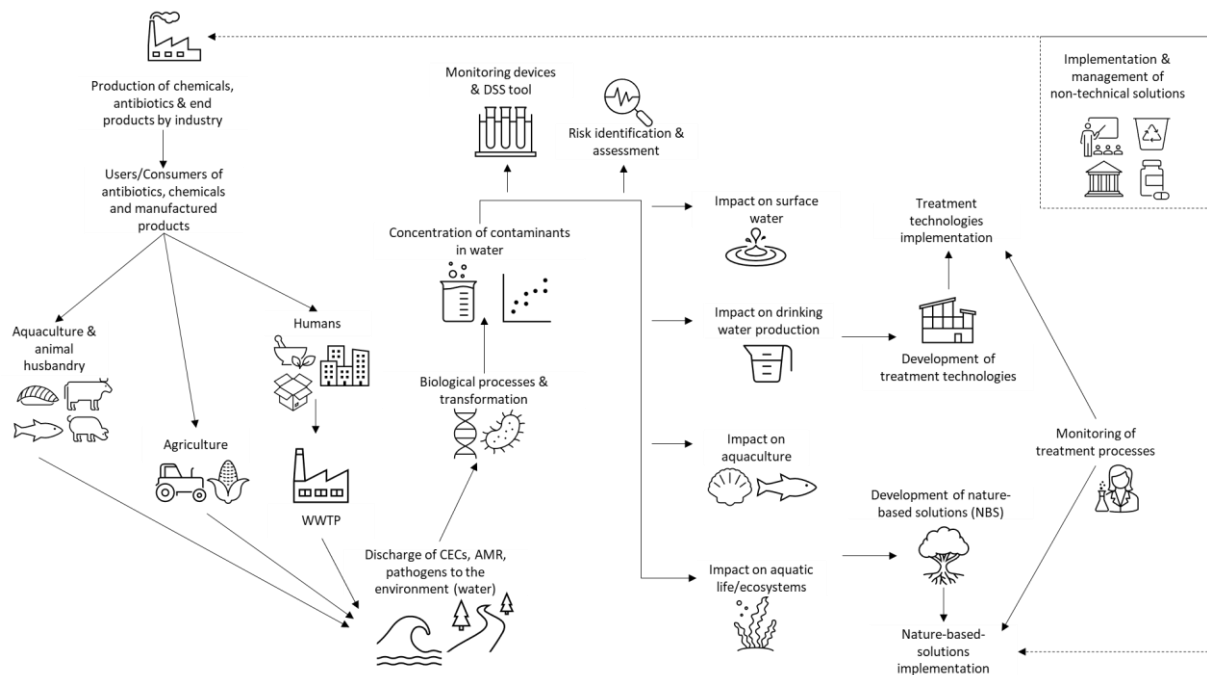 Production of chemicals,
antibiotics & end
products by industry
Users/Consumers of
antibiotics, chemicals
and manufactured
products
Aquaculture &
animal
husbandry
Agriculture
Humans
WWTP
Discharge of CECs, AMR,
pathogens to the
environment (water)
Biological processes &
transformation
Concentration of contaminants
in water
Monitoring devices
& DSS tool
Risk identification &
assessment
Impact on surface
water
Impact on drinking
water production
Impact on
aquaculture
Impact on aquatic
life/ecosystems
Treatment
technologies
implementation
Development of
treatment technologies
Development of nature-
based solutions (NBS)
Nature-based-
solutions
implementation
Monitoring of
treatment processes
Implementation &
management of
non-technical solutions